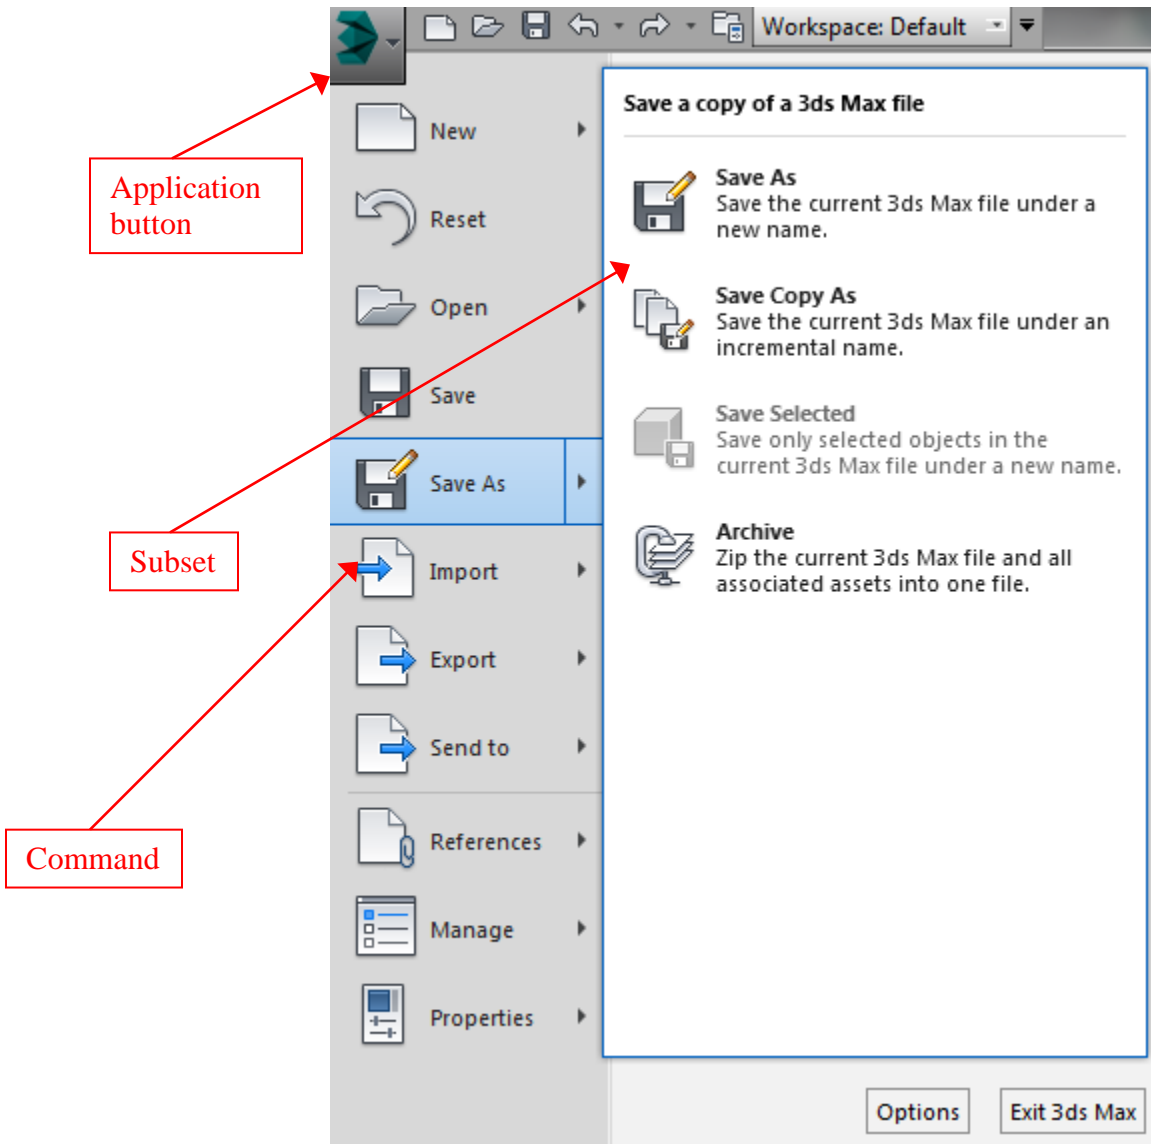 Workspace: Default
Application
button
Subset
Command
New
Reset
Open
Save
Save As
Import
Export
Send to
References
Manage
Properties
Save a copy of a 3ds Max file
Save As
Save the current 3ds Max file under a
new name.
Save Copy As
Save the current 3ds Max file under an
incremental name.
Save Selected
Save only selected objects in the
current 3ds Max file under a new name.
Archive
Zip the current 3ds Max file and all
associated assets into one file.
Options
Exit 3ds Max